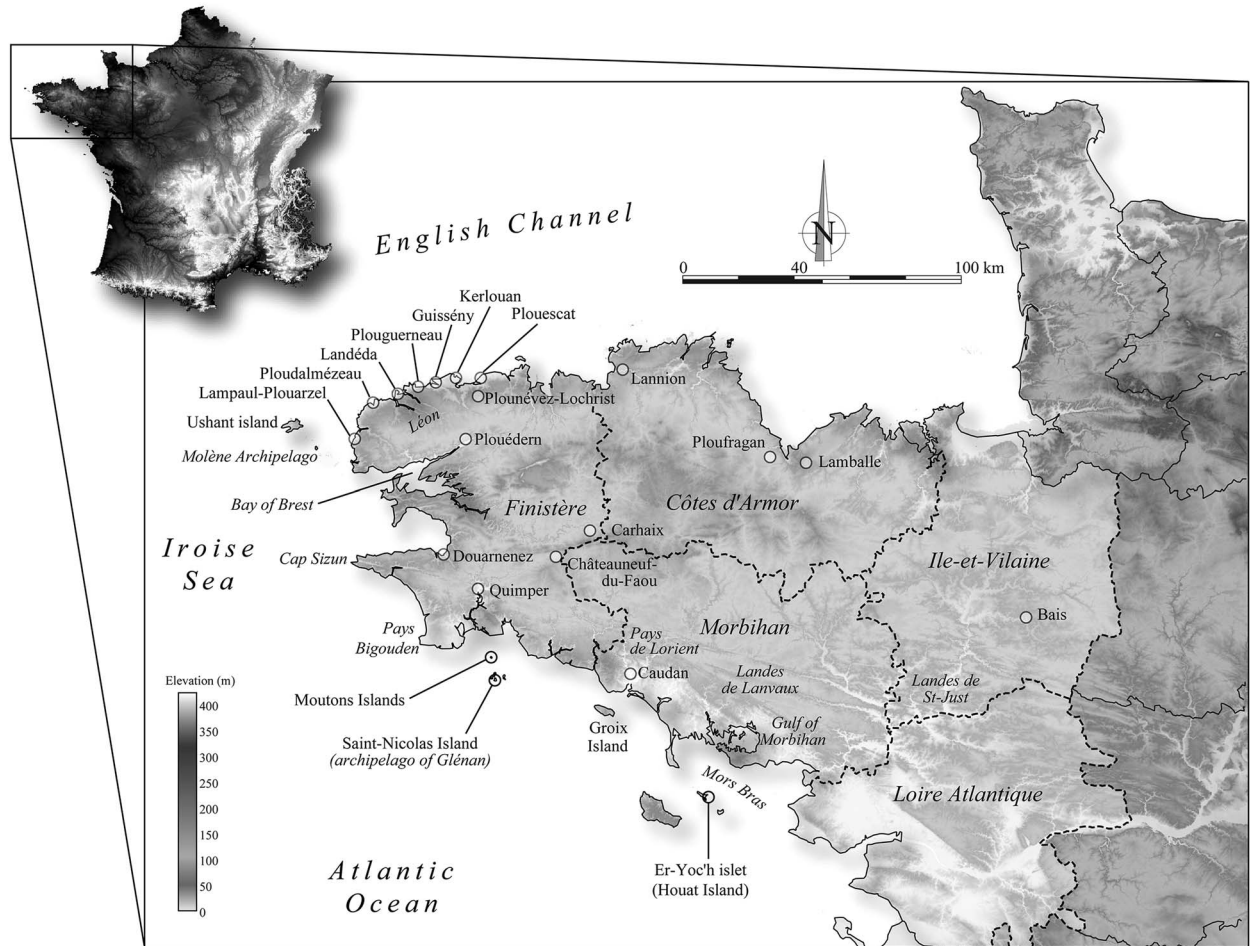 English Channel
N
0 40 100 km
Kerlouan
Guissény
Plouescat
Plouguerneau
Landéda
Ploudalmézeau
Lampaul-Plouarzel
Lannion
Plounévez-Lochrist
Léon
Ushant island
Plouédern
Ploufragan
Lamballe
Molène Archipelago
Bay of Brest
Finistère
Côtes d'Armor
Carhaix
Iroise
Sea
Cap Sizun
Douarnenez
Châteauneuf-
du-Faou
Ile-et-Vilaine
Quimper
Bais
Pays
Bigouden
Morbihan
Pays
de Lorient
Caudan
Landes
de Lanvaux
Landes de
St-Just
Elevation (m)
400
350
300
250
200
150
100
50
0
Moutons Islands
Groix
Island
Gulf of
Morbihan
Saint-Nicolas Island
(archipelago of Glénan)
Mors Bras
Loire Atlantique
Er-Yoc'h islet
(Houat Island)
Atlantic
Ocean